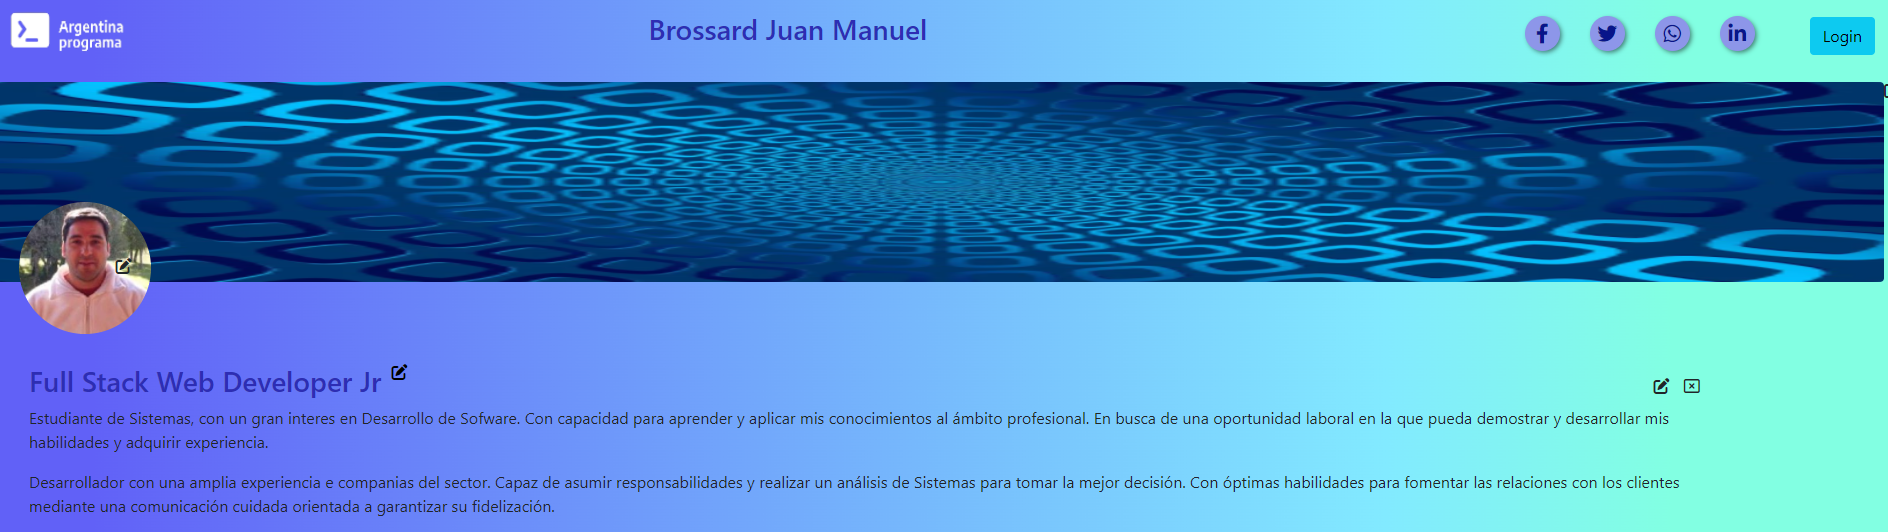 Argentina
programa
Brossard Juan Manuel
Login
Full Stack Web Developer Jr
Estudiante de Sistemas, con un gran interes en Desarrollo de Sofware. Con capacidad para aprender y aplicar mis conocimientos al ámbito profesional. En busca de una oportunidad laboral en la que pueda demostrar y desarrollar mis
habilidades y adquirir experiencia.
Desarrollador con una amplia experiencia e companias del sector. Capaz de asumir responsabilidades y realizar un análisis de Sistemas para tomar la mejor decisión. Con óptimas habilidades para fomentar las relaciones con los clientes
mediante una comunicación cuidada orientada a garantizar su fidelización.